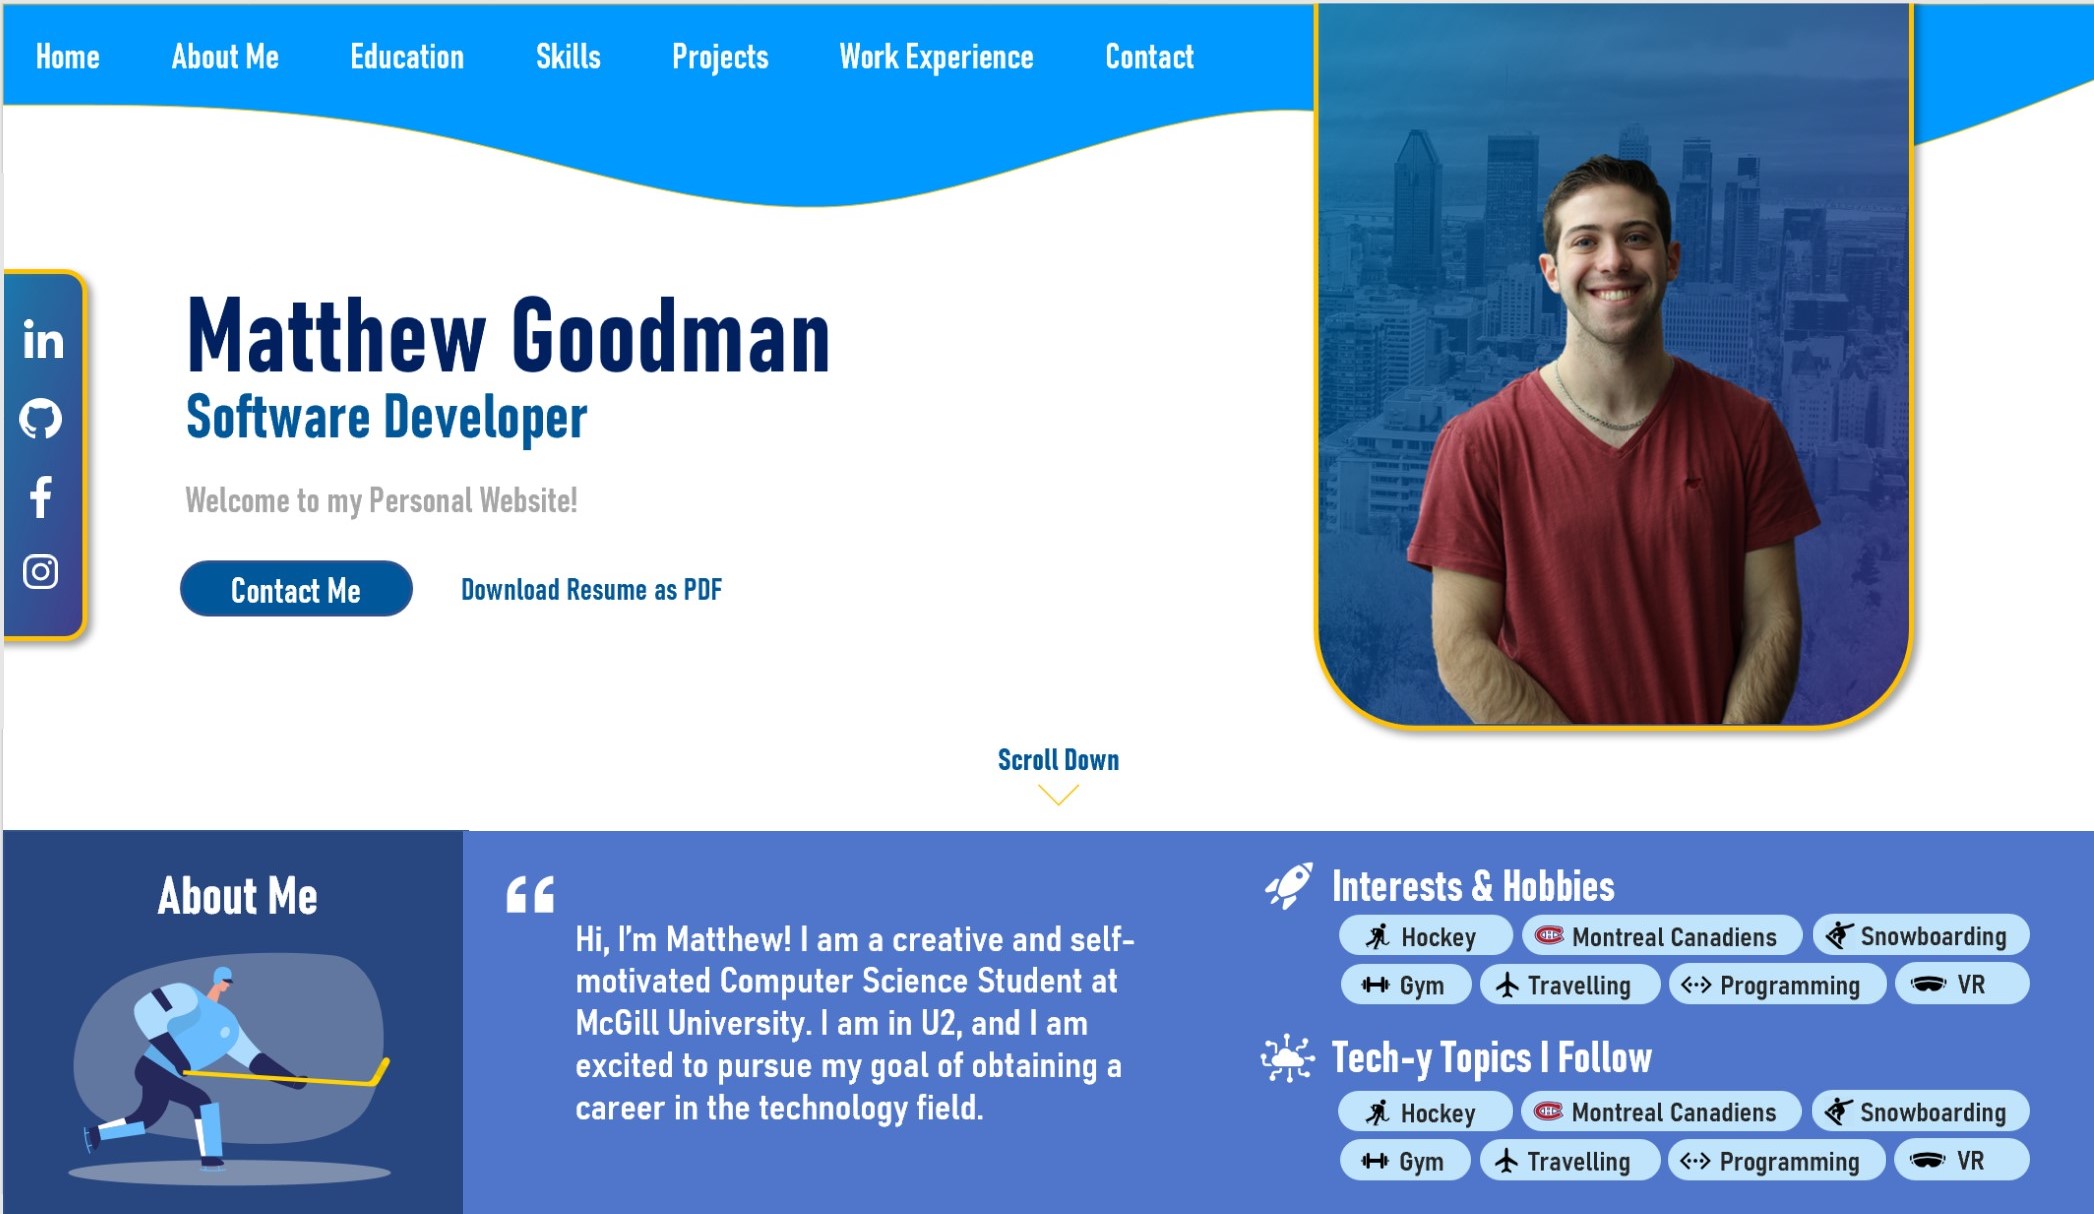 Home About Me Education Skills Projects Work Experience Contact
Matthew Goodman
Software Developer
Welcome to my Personal Website!
Contact Me Download Resume as PDF
Scroll Down
About Me
“
Hi, I’m Matthew! I am a creative and self-
motivated Computer Science Student at
McGill University. I am in U2, and I am
excited to pursue my goal of obtaining a
career in the technology field.
Interests & Hobbies
Hockey Montreal Canadiens Snowboarding
Gym Travelling Programming VR
Tech-y Topics I Follow
Hockey Montreal Canadiens Snowboarding
Gym Travelling Programming VR